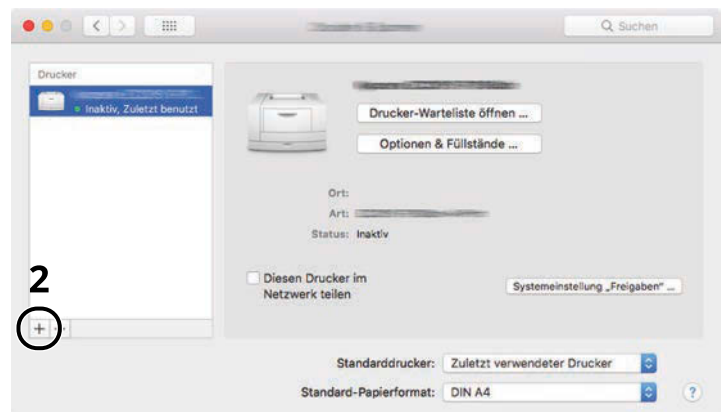 Suchen
Drucker
Inaktiv, Zuletzt benutzt
Drucker-Warteliste öffnen ...
Optionen & Füllstände ...
Ort:
Art:
Status: Inaktiv
Diesen Drucker im
Netzwerk teilen
Systemeinstellung „Freigaben“ ...
2
+ −
Standarddrucker: Zuletzt verwendeter Drucker
Standard-Papierformat: DIN A4
?